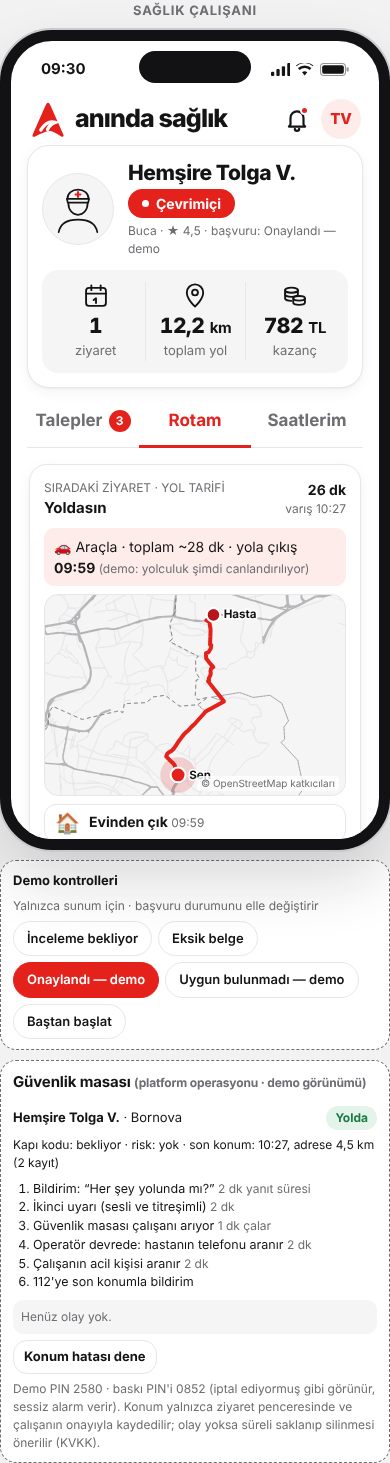 SAĞLIK ÇALIŞANI
09:30
anında sağlık
TV
Hemşire Tolga V.
Çevrimiçi
Buca · ★ 4,5 · başvuru: Onaylandı —
demo
1
ziyaret
12,2 km
toplam yol
782 TL
kazanç
Talepler 3
Rotam
Saatlerim
SIRADAKİ ZİYARET · YOL TARİFİ
Yoldasın
26 dk
varış 10:27
🚗 Araçla · toplam ~28 dk · yola çıkış
09:59 (demo: yolculuk şimdi canlandırılıyor)
Hasta
Sen
© OpenStreetMap katkıcıları
🏠 Evinden çık 09:59
Demo kontrolleri
Yalnızca sunum için · başvuru durumunu elle değiştirir
İnceleme bekliyor
Eksik belge
Onaylandı — demo
Uygun bulunmadı — demo
Baştan başlat
Güvenlik masası (platform operasyonu · demo görünümü)
Hemşire Tolga V. · Bornova
Yolda
Kapı kodu: bekliyor · risk: yok · son konum: 10:27, adrese 4,5 km
(2 kayıt)
1. Bildirim: “Her şey yolunda mı?” 2 dk yanıt süresi
2. İkinci uyarı (sesli ve titreşimli) 2 dk
3. Güvenlik masası çalışanı arıyor 1 dk çalar
4. Operatör devrede: hastanın telefonu aranır 2 dk
5. Çalışanın acil kişisi aranır 2 dk
6. 112'ye son konumla bildirim
Henüz olay yok.
Konum hatası dene
Demo PIN 2580 · baskı PIN'i 0852 (iptal ediyormuş gibi görünür,
sessiz alarm verir). Konum yalnızca ziyaret penceresinde ve
çalışanın onayıyla kaydedilir; olay yoksa süreli saklanıp silinmesi
önerilir (KVKK).